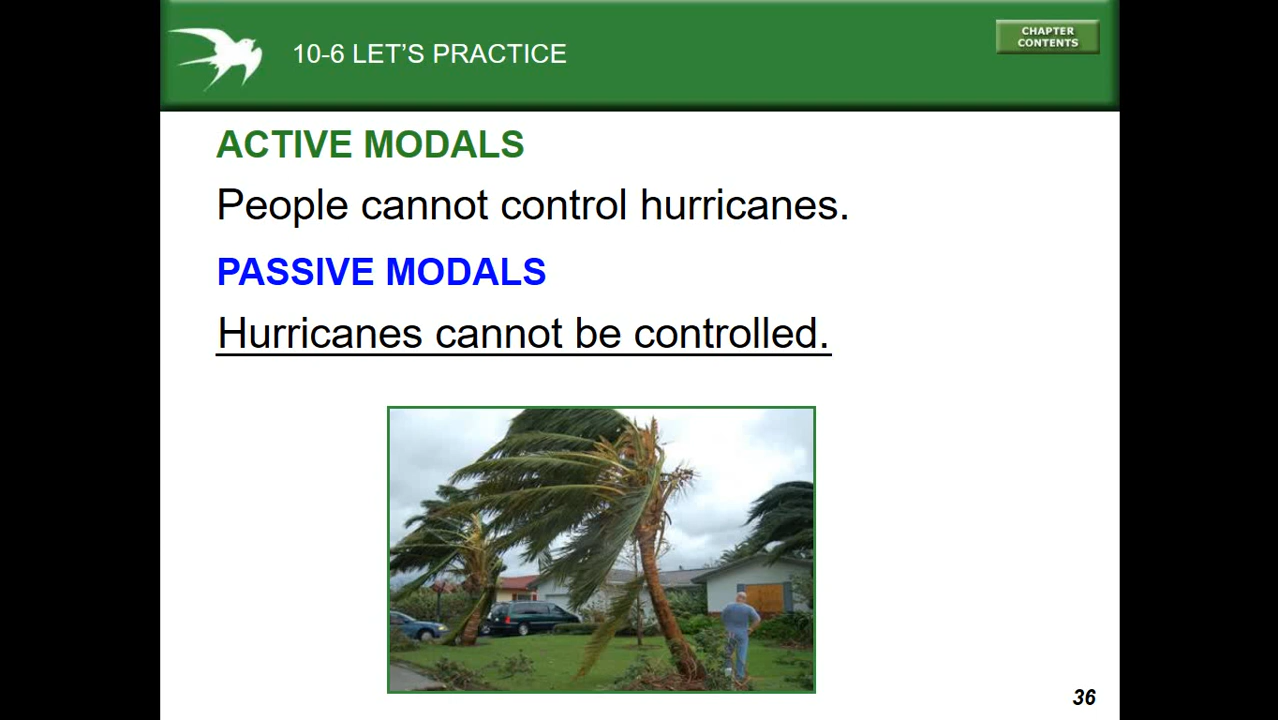 10-6 LET'S PRACTICE
CHAPTER
CONTENTS
ACTIVE MODALS
People cannot control hurricanes.
PASSIVE MODALS
Hurricanes cannot be controlled.
36